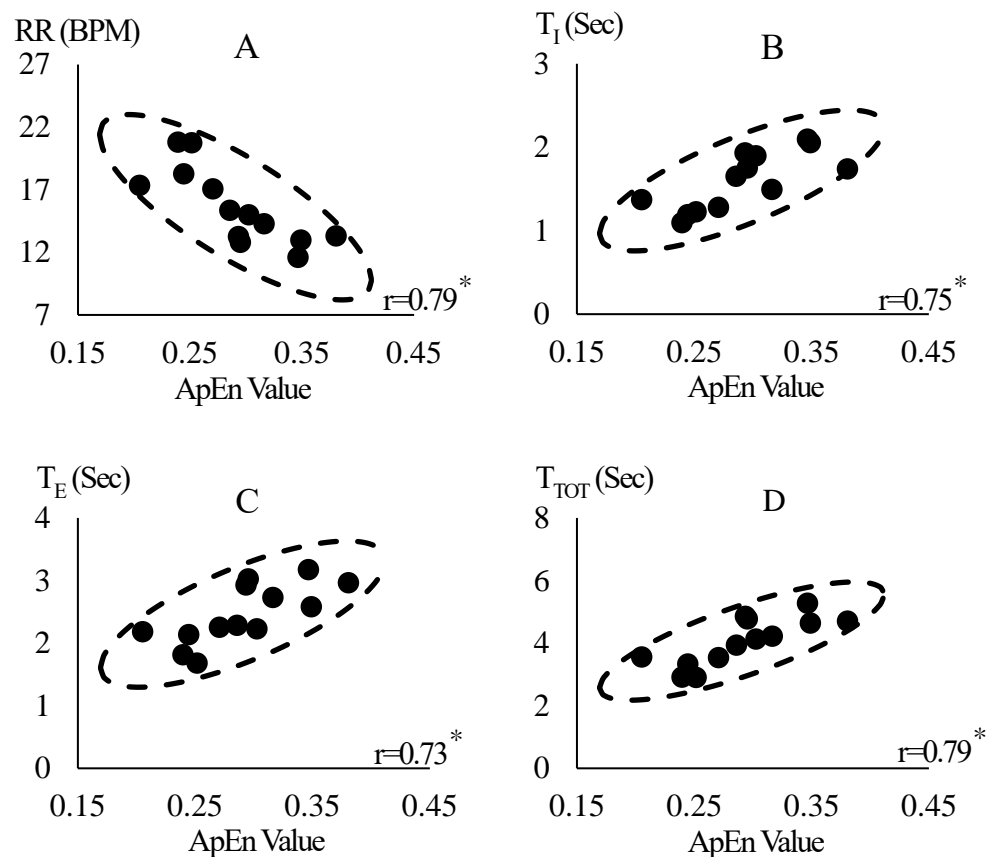 RR (BPM)
A
27
22
17
12
7
r=0.79*
0.15 0.25 0.35 0.45
ApEn Value
T_I (Sec)
B
3
2
1
0
r=0.75*
0.15 0.25 0.35 0.45
ApEn Value
T_E (Sec)
C
4
3
2
1
0
r=0.73*
0.15 0.25 0.35 0.45
ApEn Value
T_TOT (Sec)
D
8
6
4
2
0
r=0.79*
0.15 0.25 0.35 0.45
ApEn Value